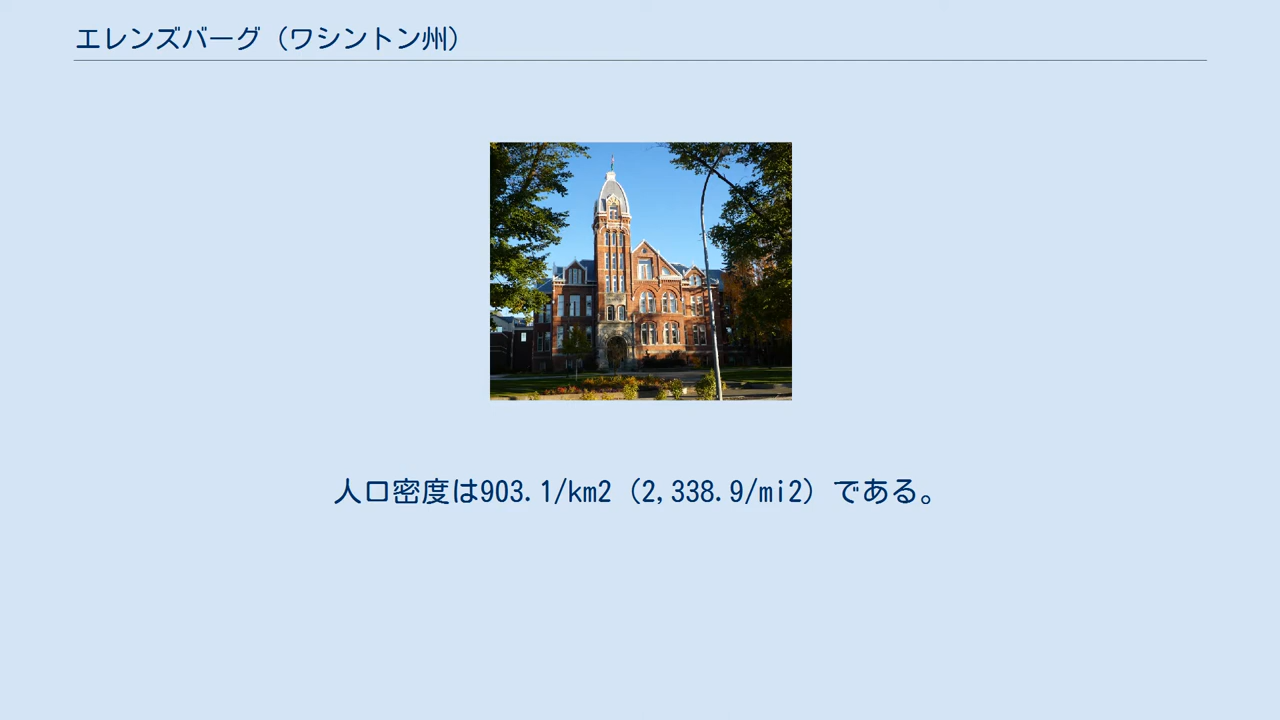 エレンズバーグ（ワシントン州）
人口密度は903.1/km2（2,338.9/mi2）である。